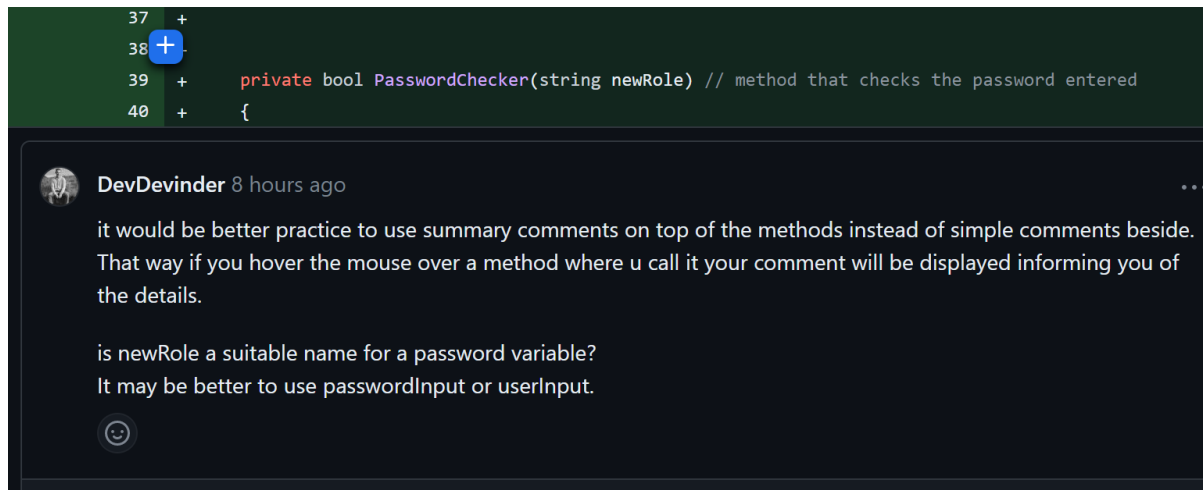 37 +
38
39 + private bool PasswordChecker(string newRole) // method that checks the password entered
40 + {
DevDevinder 8 hours ago
it would be better practice to use summary comments on top of the methods instead of simple comments beside.
That way if you hover the mouse over a method where u call it your comment will be displayed informing you of
the details.
is newRole a suitable name for a password variable?
It may be better to use passwordInput or userInput.